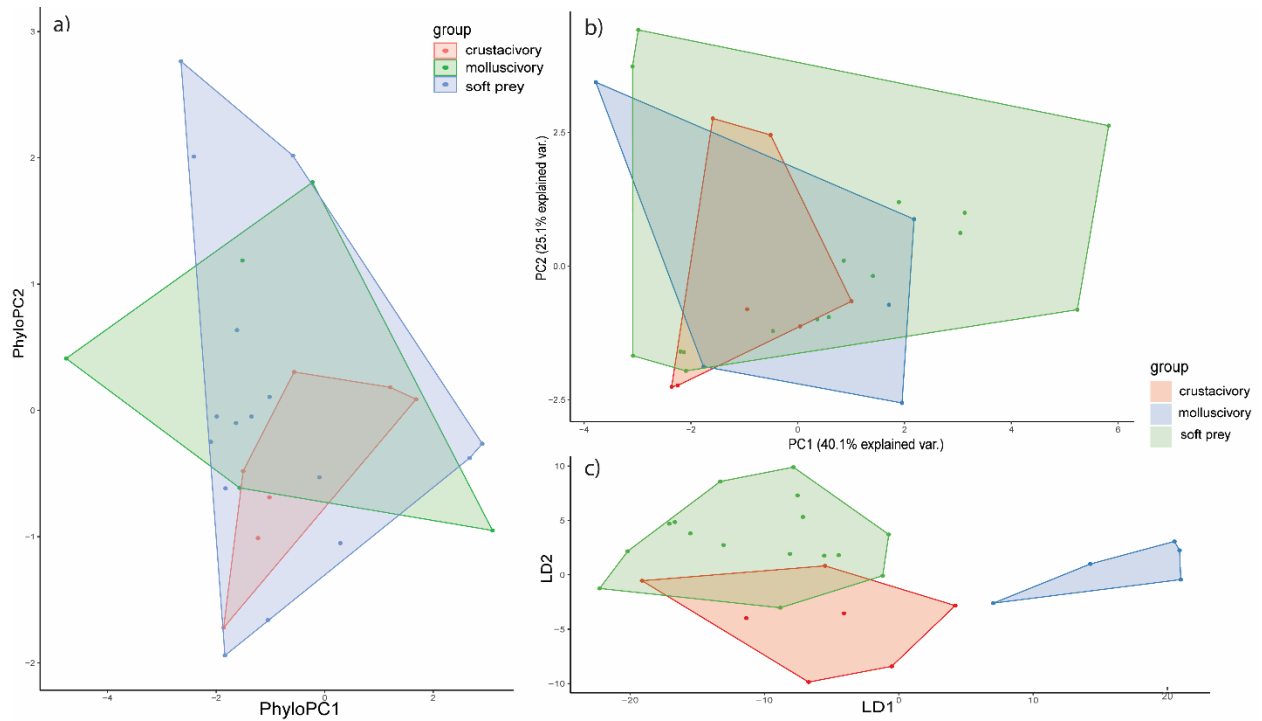 a)
group
crustacivory
molluscivory
soft prey
3
2
1
0
−1
−2
PhyloPC2
−4
−2
0
2
PhyloPC1
b)
2.5
0.0
−2.5
PC2 (25.1% explained var.)
−4
−2
0
2
4
6
PC1 (40.1% explained var.)
group
crustacivory
molluscivory
soft prey
c)
10
5
0
−5
−10
LD2
−20
−10
0
10
20
LD1